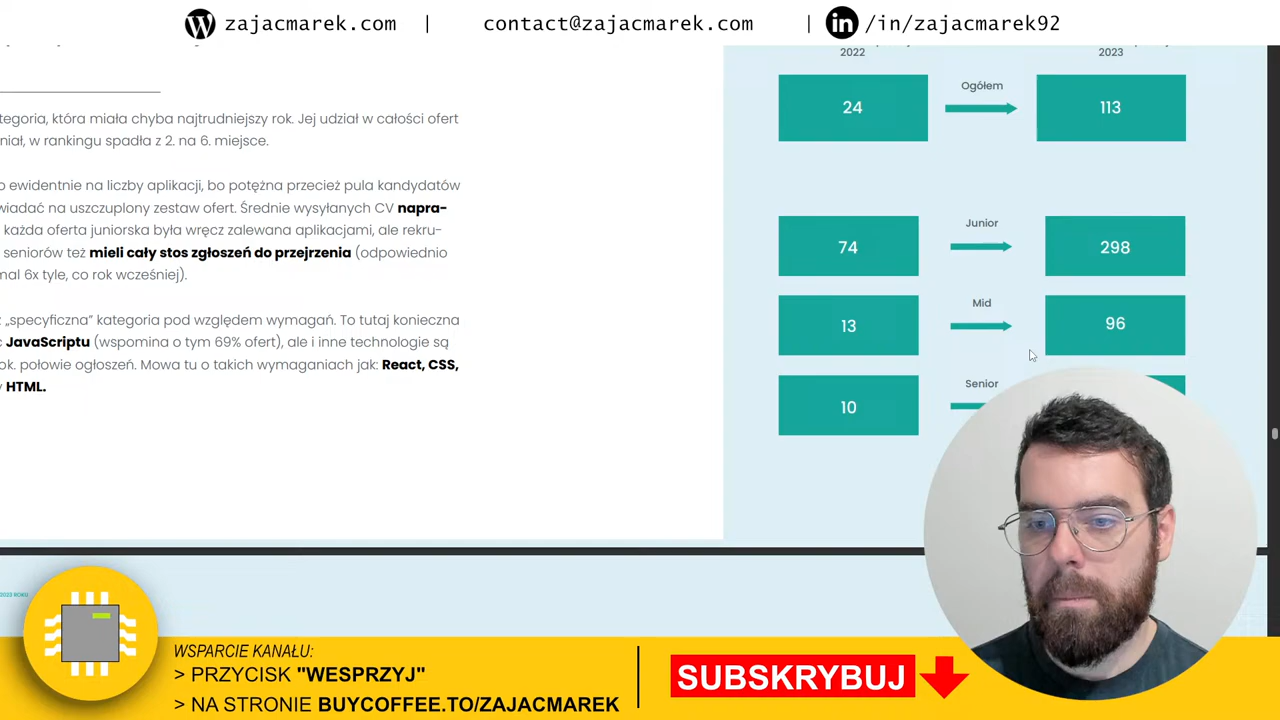 zajacmarek.com | contact@zajacmarek.com | in /in/zajacmarek92
tegoria, która miała chyba najtrudniejszy rok. Jej udział w całości ofert
niał, w rankingu spadła z 2. na 6. miejsce.
o ewidentnie na liczby aplikacji, bo potężna przecież pula kandydatów
wiadać na uszczuplony zestaw ofert. Średnie wysyłanych CV napra-
każda oferta juniorska była wręcz zalewana aplikacjami, ale rekru-
seniorów też mieli cały stos zgłoszeń do przejrzenia (odpowiednio
mal 6x tyle, co rok wcześniej).
„specyficzna" kategoria pod względem wymagań. To tutaj konieczna
JavaScriptu (wspomina o tym 69% ofert), ale i inne technologie są
ok. połowie ogłoszeń. Mowa tu o takich wymaganiach jak: React, CSS,
HTML.
2022
2023
24
Ogółem
113
74
Junior
298
13
Mid
96
10
Senior
2023 ROKU
WSPARCIE KANAŁU:
> PRZYCISK "WESPRZYJ"
> NA STRONIE BUYCOFFEE.TO/ZAJACMAREK
SUBSKRYBUJ